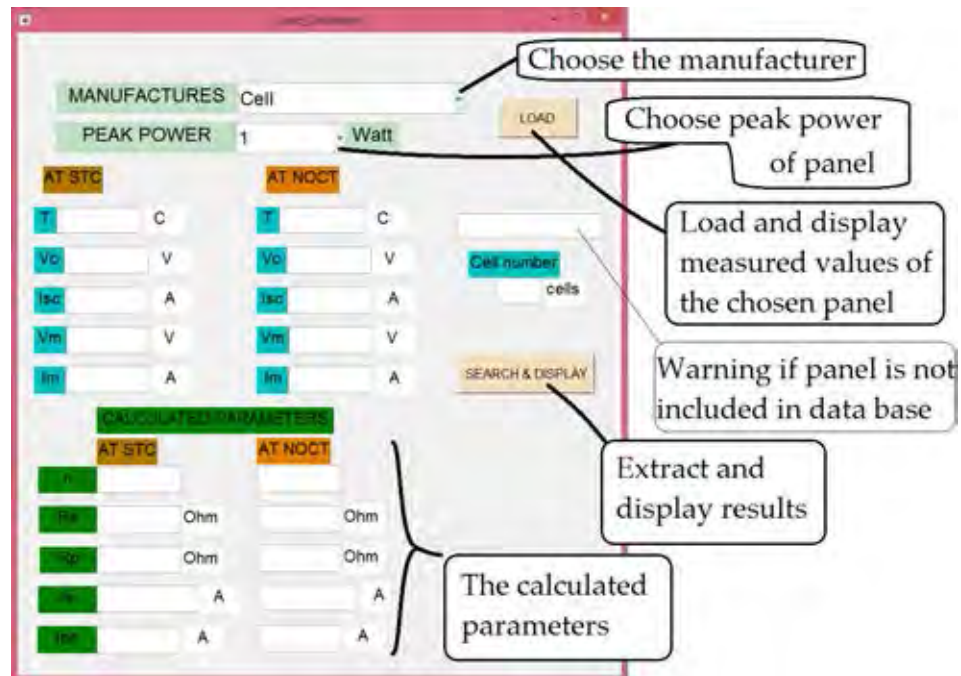 Choose the manufacturer
MANUFACTURES Cell
LOAD
Choose peak power
of panel
PEAK POWER 1 Watt
AT STC AT NOCT
T C T C
Vo V Vo V
Isc A Isc A
Vm V Vm V
Im A Im A
Cell number
cells
Load and display
measured values of
the chosen panel
Warning if panel is not
included in data base
SEARCH & DISPLAY
Extract and
display results
CALCULATED PARAMETERS
AT STC AT NOCT
n
Rs Ohm Ohm
Rp Ohm Ohm
A A
A A
The calculated
parameters